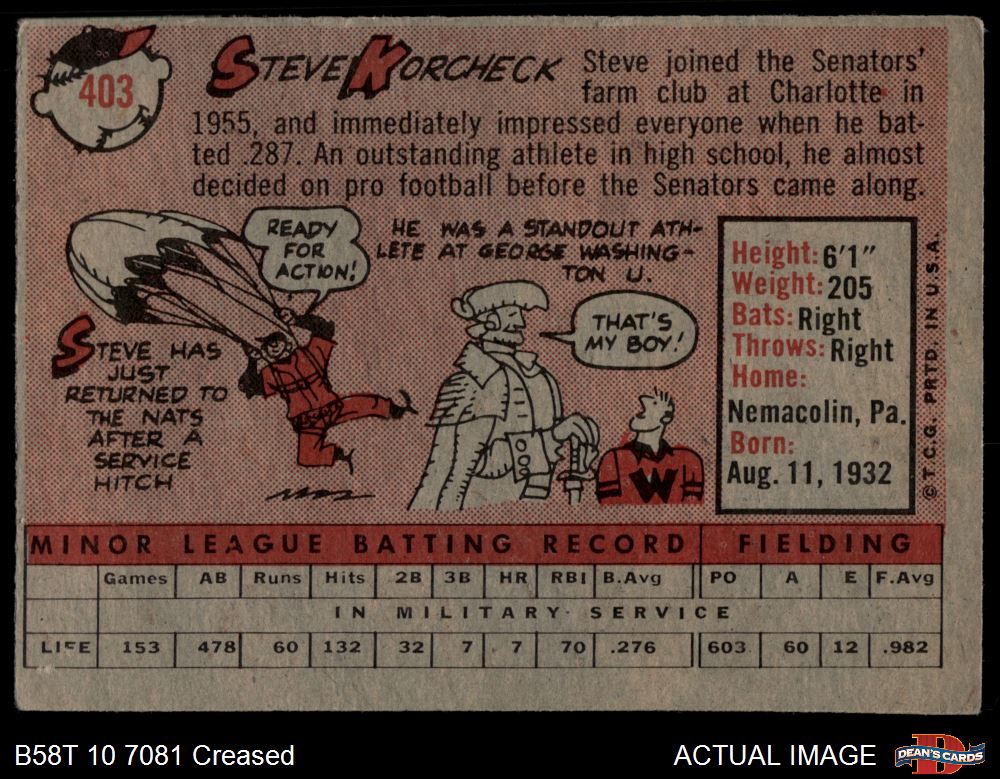 403
STEVE KORCHECK
Steve joined the Senators'
farm club at Charlotte in
1955, and immediately impressed everyone when he bat-
ted .287. An outstanding athlete in high school, he almost
decided on pro football before the Senators came along.
READY
FOR
ACTION!
STEVE HAS
JUST
RETURNED TO
THE NATS
AFTER A
SERVICE
HITCH
HE WAS A STANDOUT ATH-
LETE AT GEORGE WASHING-
TON U.
THAT'S
MY BOY!
W
Height: 6'1"
Weight: 205
Bats: Right
Throws: Right
Home:
Nemacolin, Pa.
Born:
Aug. 11, 1932
© T.C.G. PRTD. IN U.S.A.
MINOR LEAGUE BATTING RECORD FIELDING
Games AB Runs Hits 2B 3B HR RBI B.Avg PO A E F.Avg
IN MILITARY SERVICE
LIFE 153 478 60 132 32 7 7 70 .276 603 60 12 .982
B58T 10 7081 Creased
ACTUAL IMAGE
DEAN'S CARDS